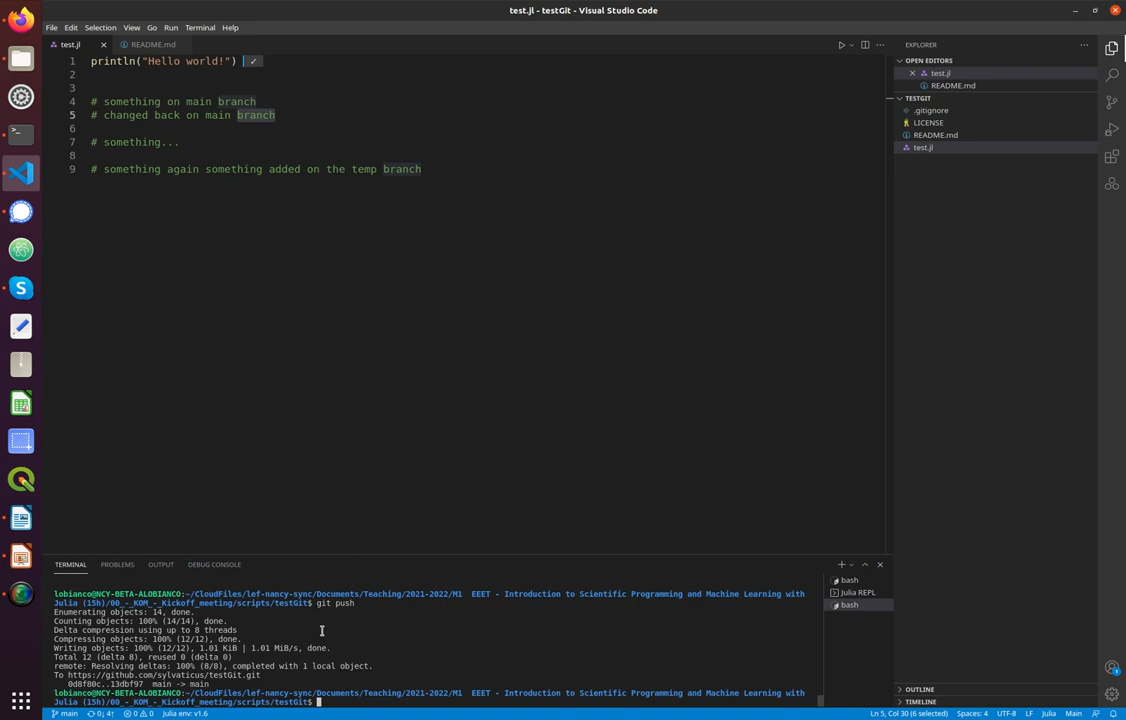 test.jl - testGit - Visual Studio Code
File Edit Selection View Go Run Terminal Help
test.jl README.md
EXPLORER
1 println("Hello world!") ✓
2
3
4 # something on main branch
5 # changed back on main branch
6
7 # something...
8
9 # something again something added on the temp branch
OPEN EDITORS
test.jl
README.md
TESTGIT
.gitignore
LICENSE
README.md
test.jl
TERMINAL PROBLEMS OUTPUT DEBUG CONSOLE
lobianco@NCY-BETA-ALOBIANCO:~/CloudFiles/lef-nancy-sync/Documents/Teaching/2021-2022/M1 EEET - Introduction to Scientific Programming and Machine Learning with
Julia (15h)/00_-_KOM_-_Kickoff_meeting/scripts/testGit$ git push
Enumerating objects: 14, done.
Counting objects: 100% (14/14), done.
Delta compression using up to 8 threads
Compressing objects: 100% (12/12), done.
Writing objects: 100% (12/12), 1.01 KiB | 1.01 MiB/s, done.
Total 12 (delta 8), reused 0 (delta 0)
remote: Resolving deltas: 100% (8/8), completed with 1 local object.
To https://github.com/sylvaticus/testGit.git
0d8f80c..13dbf97 main -> main
lobianco@NCY-BETA-ALOBIANCO:~/CloudFiles/lef-nancy-sync/Documents/Teaching/2021-2022/M1 EEET - Introduction to Scientific Programming and Machine Learning with
Julia (15h)/00_-_KOM_-_Kickoff_meeting/scripts/testGit$
bash
Julia REPL
bash
OUTLINE
TIMELINE
main 0↓ 4↑ 0 0 Julia env: v1.6
Ln 5, Col 30 (6 selected) Spaces: 4 UTF-8 LF Julia Main